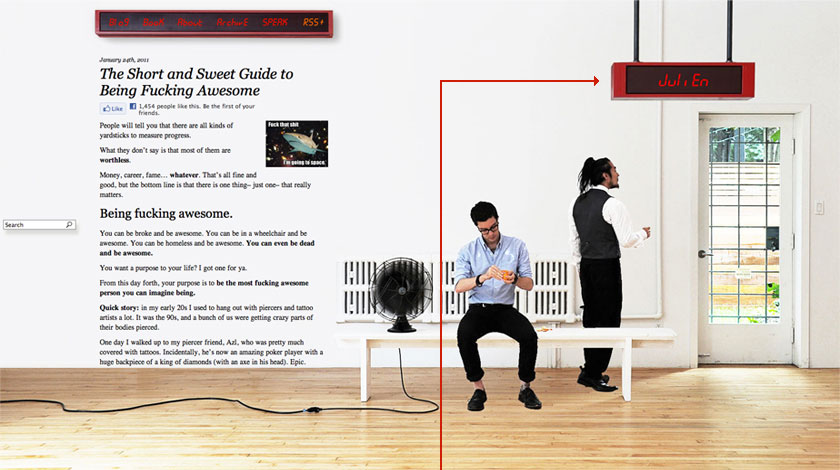 BloG BooK About ArchivE SPEAK RSS+
JuliEn
January 24th, 2011
The Short and Sweet Guide to
Being Fucking Awesome
Like 1,454 people like this. Be the first of your
friends.
People will tell you that there are all kinds of
yardsticks to measure progress.
Fuck that shit
I'm going to space.
What they don't say is that most of them are
worthless.
Money, career, fame… whatever. That's all fine and
good, but the bottom line is that there is one thing– just one– that really
matters.
Being fucking awesome.
Search
You can be broke and be awesome. You can be in a wheelchair and be
awesome. You can be homeless and be awesome. You can even be dead
and be awesome.
You want a purpose to your life? I got one for ya.
From this day forth, your purpose is to be the most fucking awesome
person you can imagine being.
Quick story: in my early 20s I used to hang out with piercers and tattoo
artists a lot. It was the 90s, and a bunch of us were getting crazy parts of
their bodies pierced.
One day I walked up to my piercer friend, Azl, who was pretty much
covered with tattoos. Incidentally, he's now an amazing poker player with a
huge backpiece of a king of diamonds (with an axe in his head). Epic.